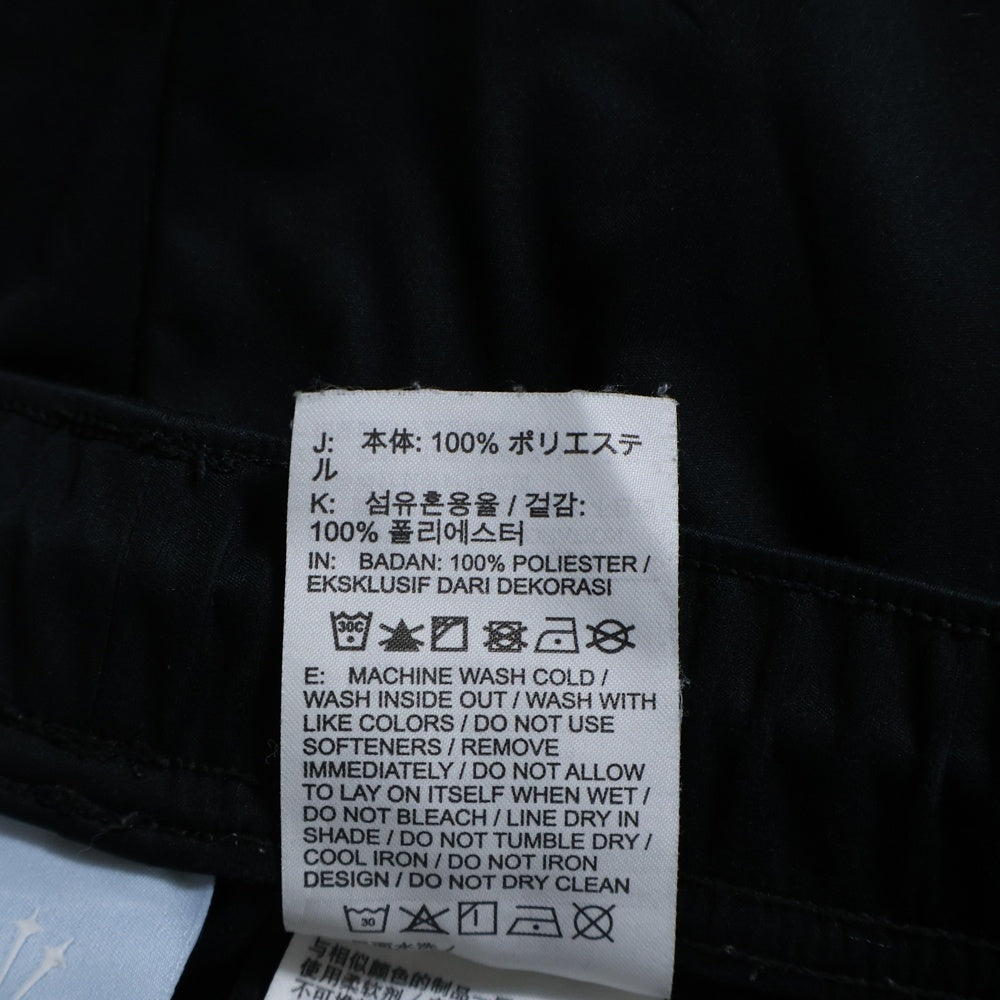 J: 本体: 100% ポリエステ
ル
K: 섬유혼용율 / 겉감:
100% 폴리에스터
IN: BADAN: 100% POLIESTER /
EKSKLUSIF DARI DEKORASI
30C
E: MACHINE WASH COLD /
WASH INSIDE OUT / WASH WITH
LIKE COLORS / DO NOT USE
SOFTENERS / REMOVE
IMMEDIATELY / DO NOT ALLOW
TO LAY ON ITSELF WHEN WET /
DO NOT BLEACH / LINE DRY IN
SHADE / DO NOT TUMBLE DRY /
COOL IRON / DO NOT IRON
DESIGN / DO NOT DRY CLEAN
30
与相似颜色的制品一
使用柔软剂 /